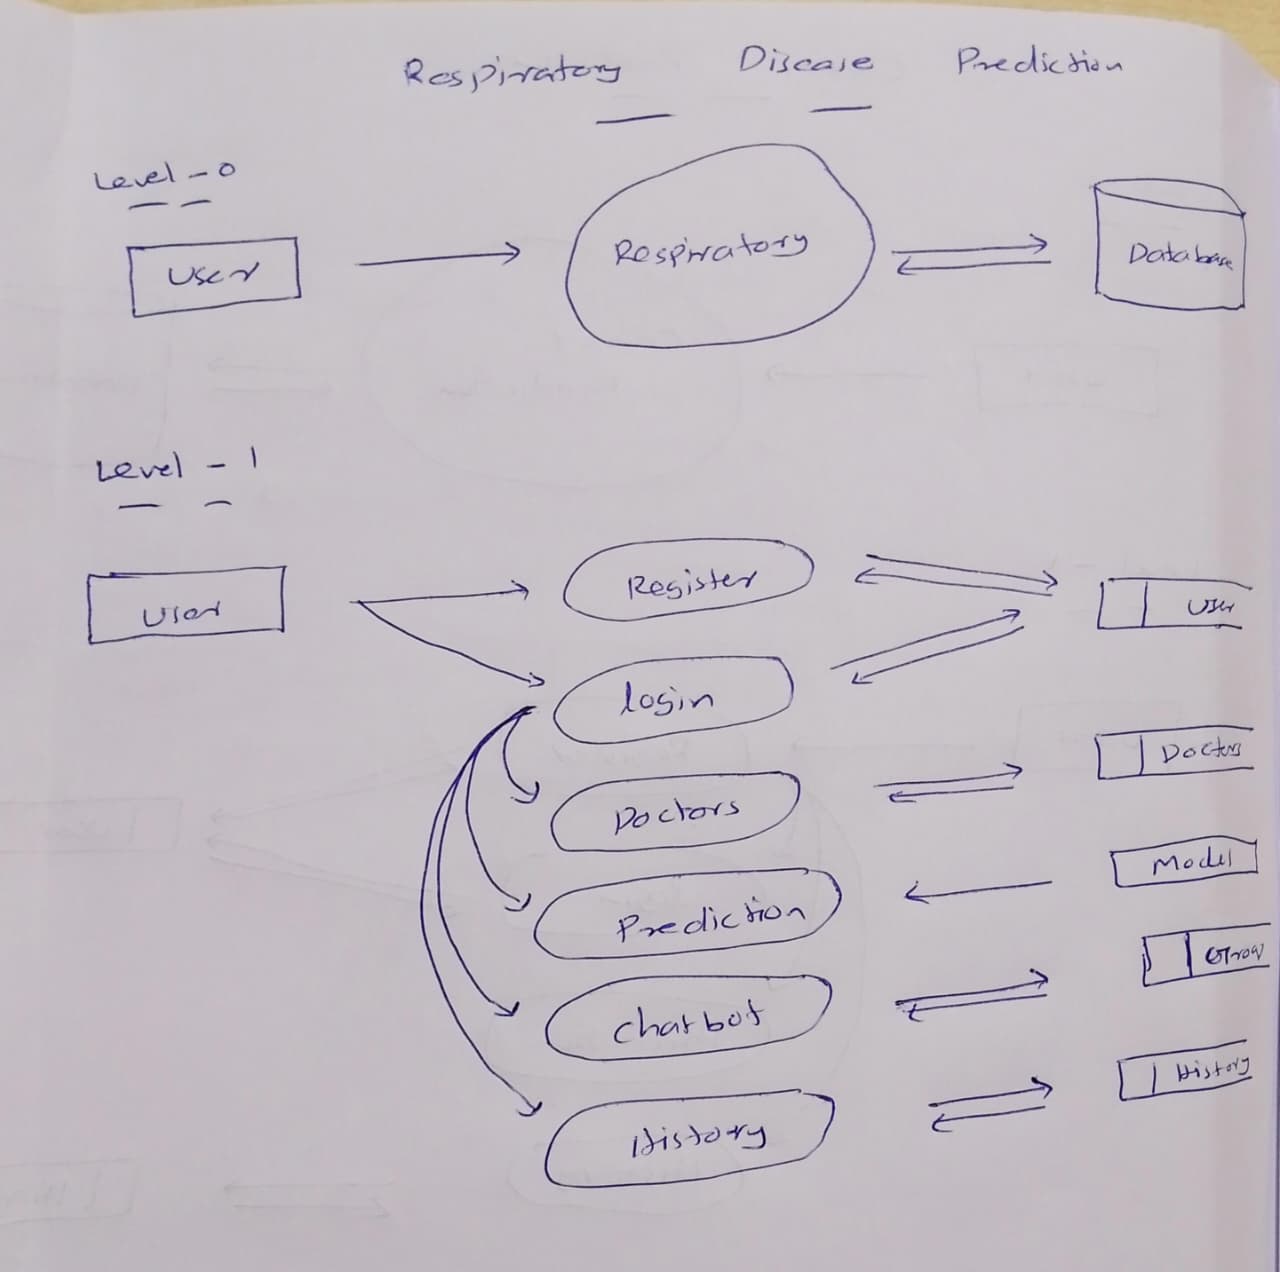 Respiratory Disease Prediction
Level - 0
User
Respiratory
Database
Level - 1
User
Register
User
login
Doctors
Doctors
Prediction
Model
Chatbot
Grow
History
History